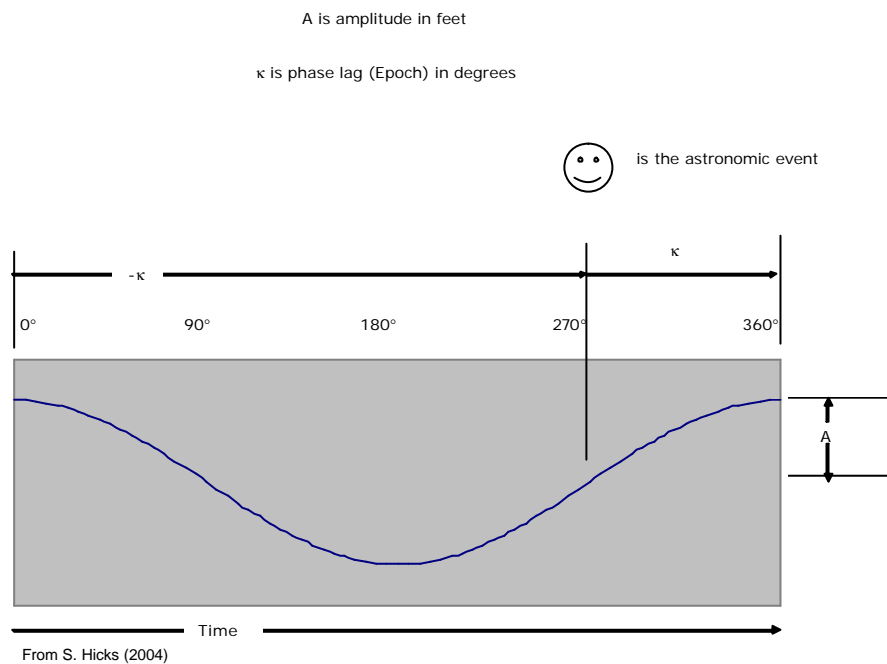 A is amplitude in feet
κ is phase lag (Epoch) in degrees
is the astronomic event
κ
-κ
0° 90° 180° 270° 360°
A
Time
From S. Hicks (2004)